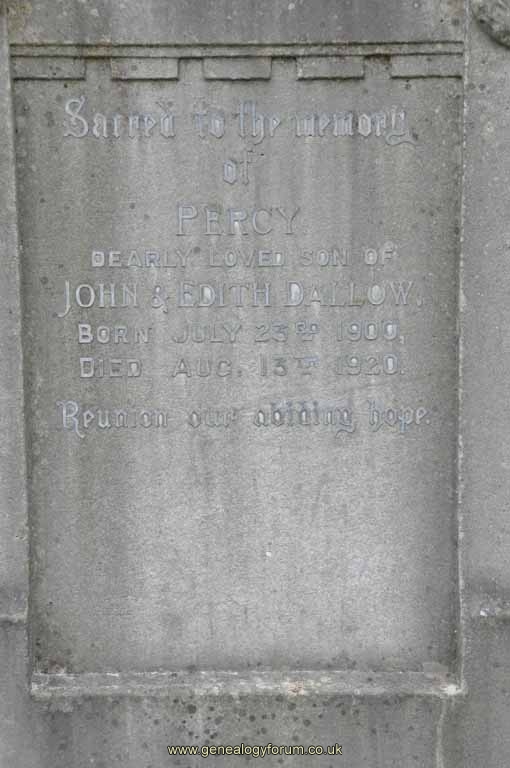 Sacred to the memory
of
PERCY
DEARLY LOVED SON OF
JOHN & EDITH DALLOW,
BORN JULY 23RD 1900,
DIED AUG. 13TH 1920.
Reunion our abiding hope.
www.genealogyforum.co.uk